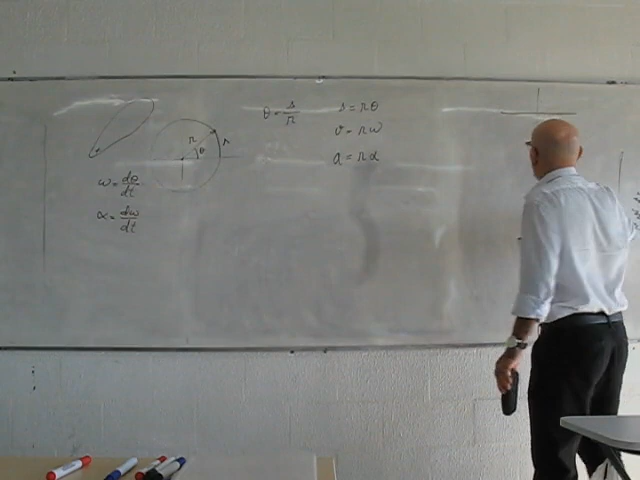 r
θ
ω = dθ/dt
α = dω/dt
θ = s/r
s = rθ
v = rω
a = rα